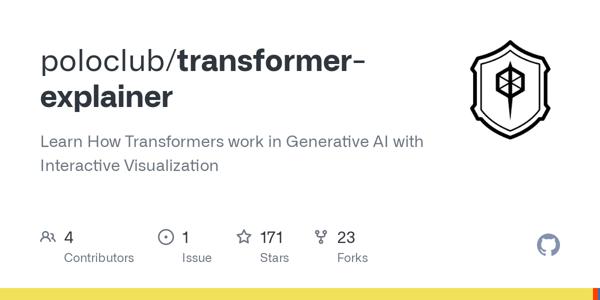 poloclub/transformer-
explainer
Learn How Transformers work in Generative AI with
Interactive Visualization
4 1 171 23
Contributors Issue Stars Forks